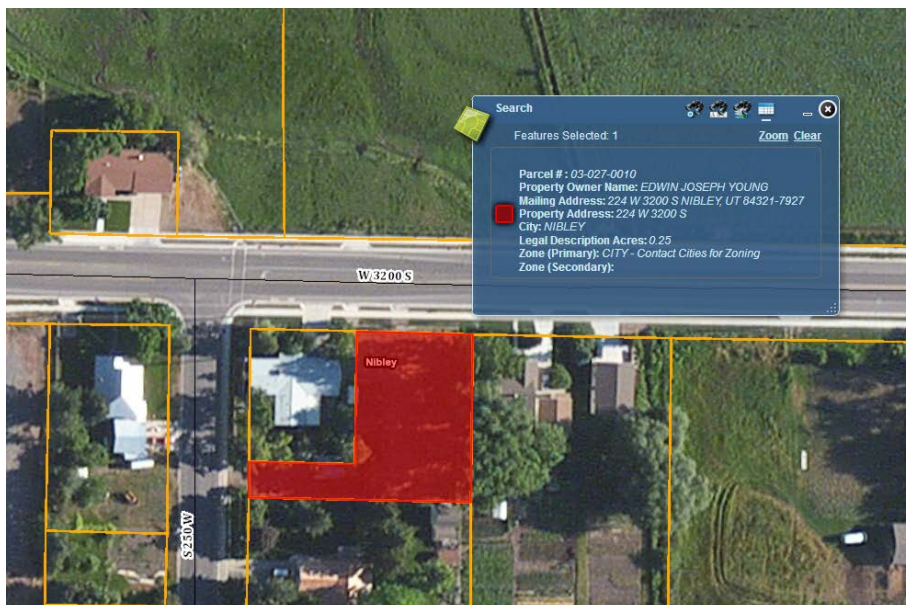 Search
Features Selected: 1
Zoom Clear
Parcel # : 03-027-0010
Property Owner Name: EDWIN JOSEPH YOUNG
Mailing Address: 224 W 3200 S NIBLEY, UT 84321-7927
Property Address: 224 W 3200 S
City: NIBLEY
Legal Description Acres: 0.25
Zone (Primary): CITY - Contact Cities for Zoning
Zone (Secondary):
W 3200 S
Nibley
S 250 W